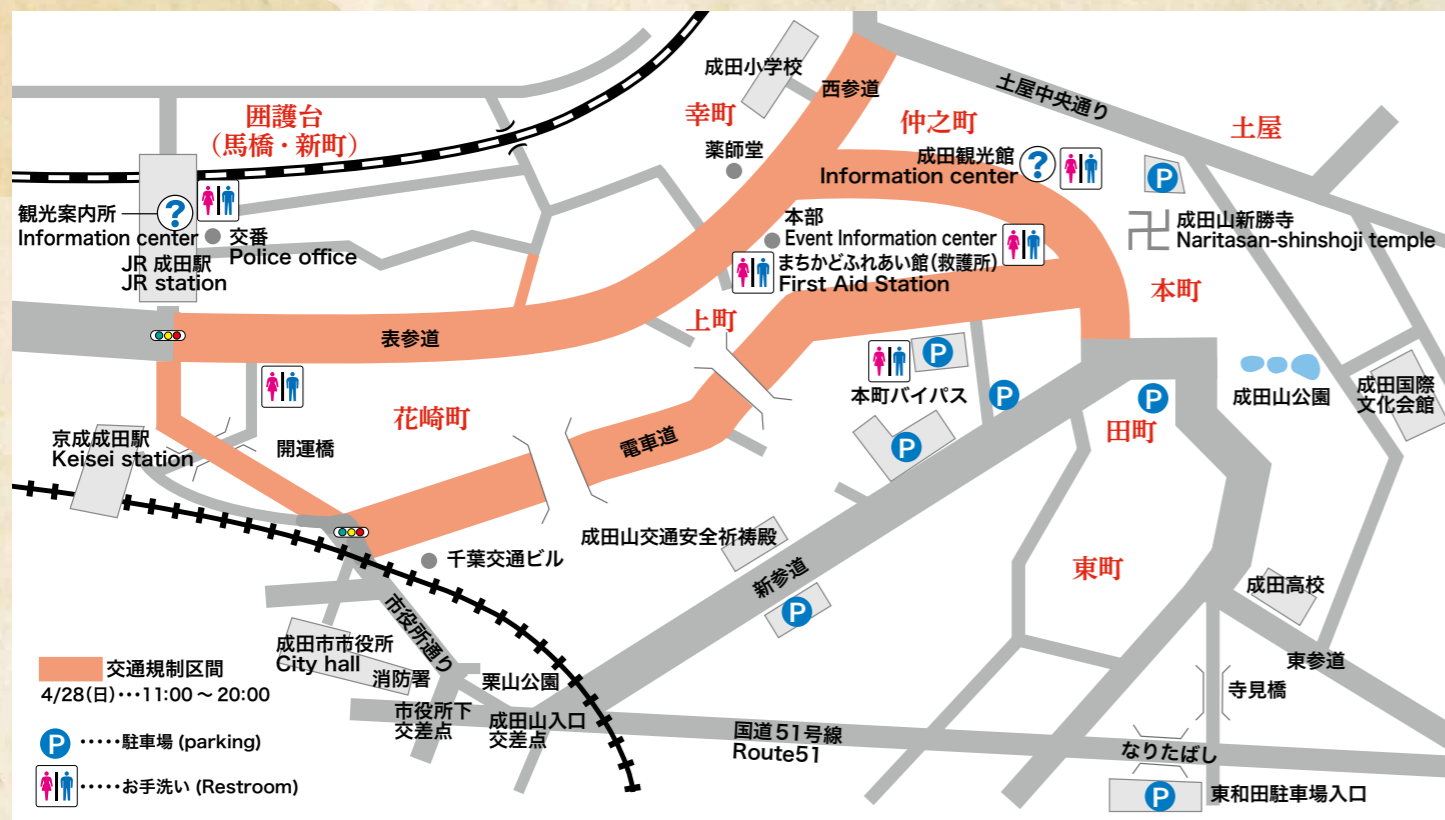 成田小学校
西参道
土屋中央通り
囲護台
(馬橋・新町)
幸町
仲之町
土屋
薬師堂
成田観光館
Information center
?
P
観光案内所
Information center
?
交番
Police office
JR 成田駅
JR station
本部
Event Information center
まちかどふれあい館(救護所)
First Aid Station
卍 成田山新勝寺
Naritasan-shinshoji temple
本町
上町
表参道
P
本町バイパス
P
P
P
成田山公園
成田国際
文化会館
田町
花崎町
京成成田駅
Keisei station
開運橋
電車道
千葉交通ビル
成田山交通安全祈祷殿
新参道
P
東町
成田高校
市役所通り
成田市市役所
City hall
消防署
栗山公園
東参道
寺見橋
交通規制区間
4/28(日)・・・11:00 ~ 20:00
市役所下
交差点
成田山入口
交差点
国道51号線
Route51
なりたばし
P・・・・・駐車場 (parking)
・・・・・お手洗い (Restroom)
P
東和田駐車場入口